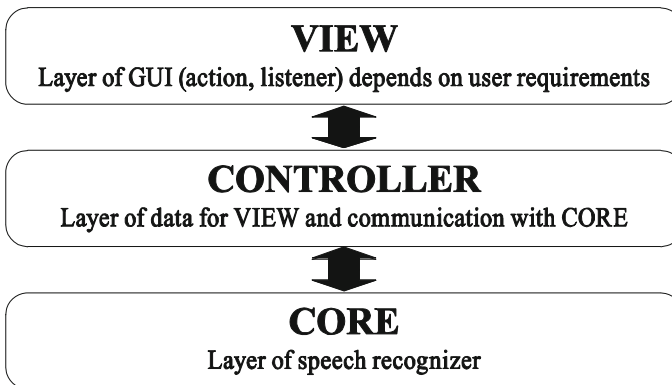 VIEW
Layer of GUI (action, listener) depends on user requirements
CONTROLLER
Layer of data for VIEW and communication with CORE
CORE
Layer of speech recognizer